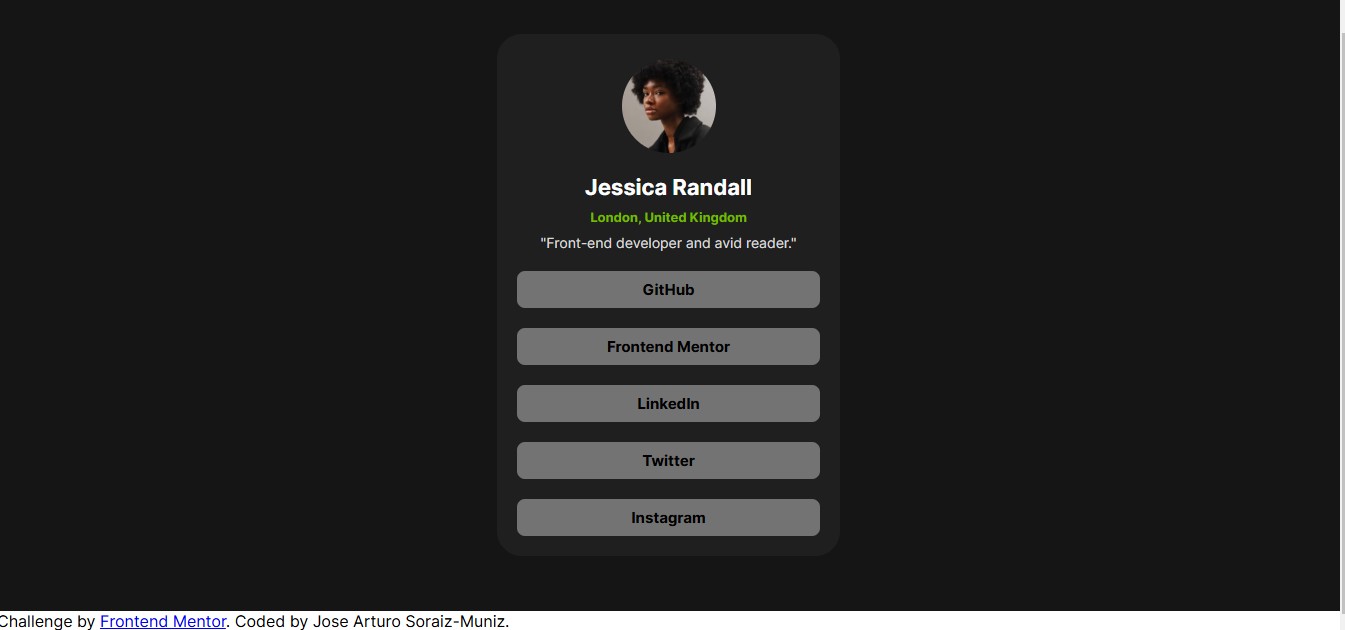 Jessica Randall
London, United Kingdom
"Front-end developer and avid reader."
GitHub
Frontend Mentor
LinkedIn
Twitter
Instagram
Challenge by Frontend Mentor. Coded by Jose Arturo Soraiz-Muniz.